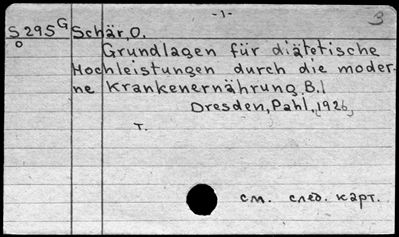 -1- 3
S 295 G Schär, O.
o Grundlagen für diätetische
Hochleistungen durch die moder-
ne Krankenernährung. B.1
Dresden, Pahl, 1926
T.
см. след. карт.